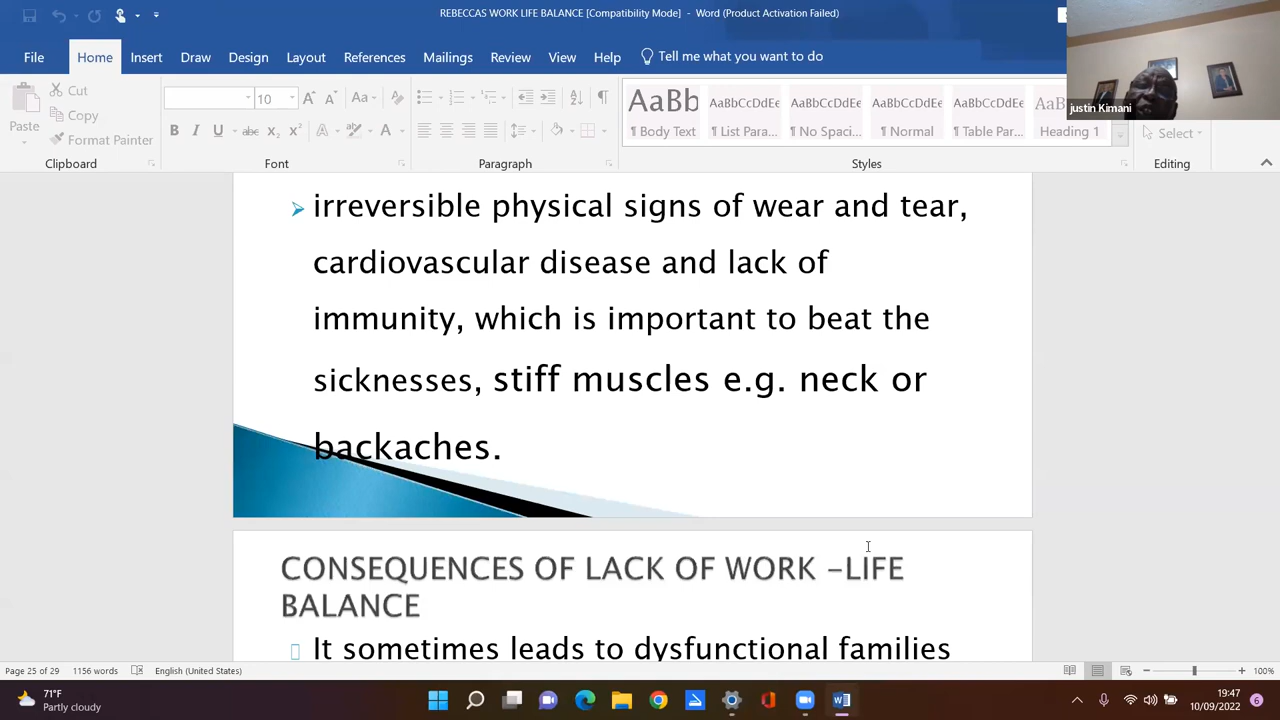 REBECCAS WORK LIFE BALANCE [Compatibility Mode] - Word (Product Activation Failed)
File Home Insert Draw Design Layout References Mailings Review View Help Tell me what you want to do
justin Kimani
Cut
Copy
Format Painter
Paste
10
Aa
B I U abc x₂ x² A A
AaBb AaBbCcDdEe AaBbCcDdEe AaBbCcDdEe AaBbCcDdEe AaBbC
¶ Body Text ¶ List Para... ¶ No Spaci... ¶ Normal ¶ Table Par... Heading 1
Select
Clipboard Font Paragraph Styles Editing
irreversible physical signs of wear and tear,
cardiovascular disease and lack of
immunity, which is important to beat the
sicknesses, stiff muscles e.g. neck or
backaches.
CONSEQUENCES OF LACK OF WORK –LIFE
BALANCE
It sometimes leads to dysfunctional families
Page 25 of 29 1156 words English (United States) 100%
71°F
Partly cloudy
19:47
10/09/2022
6